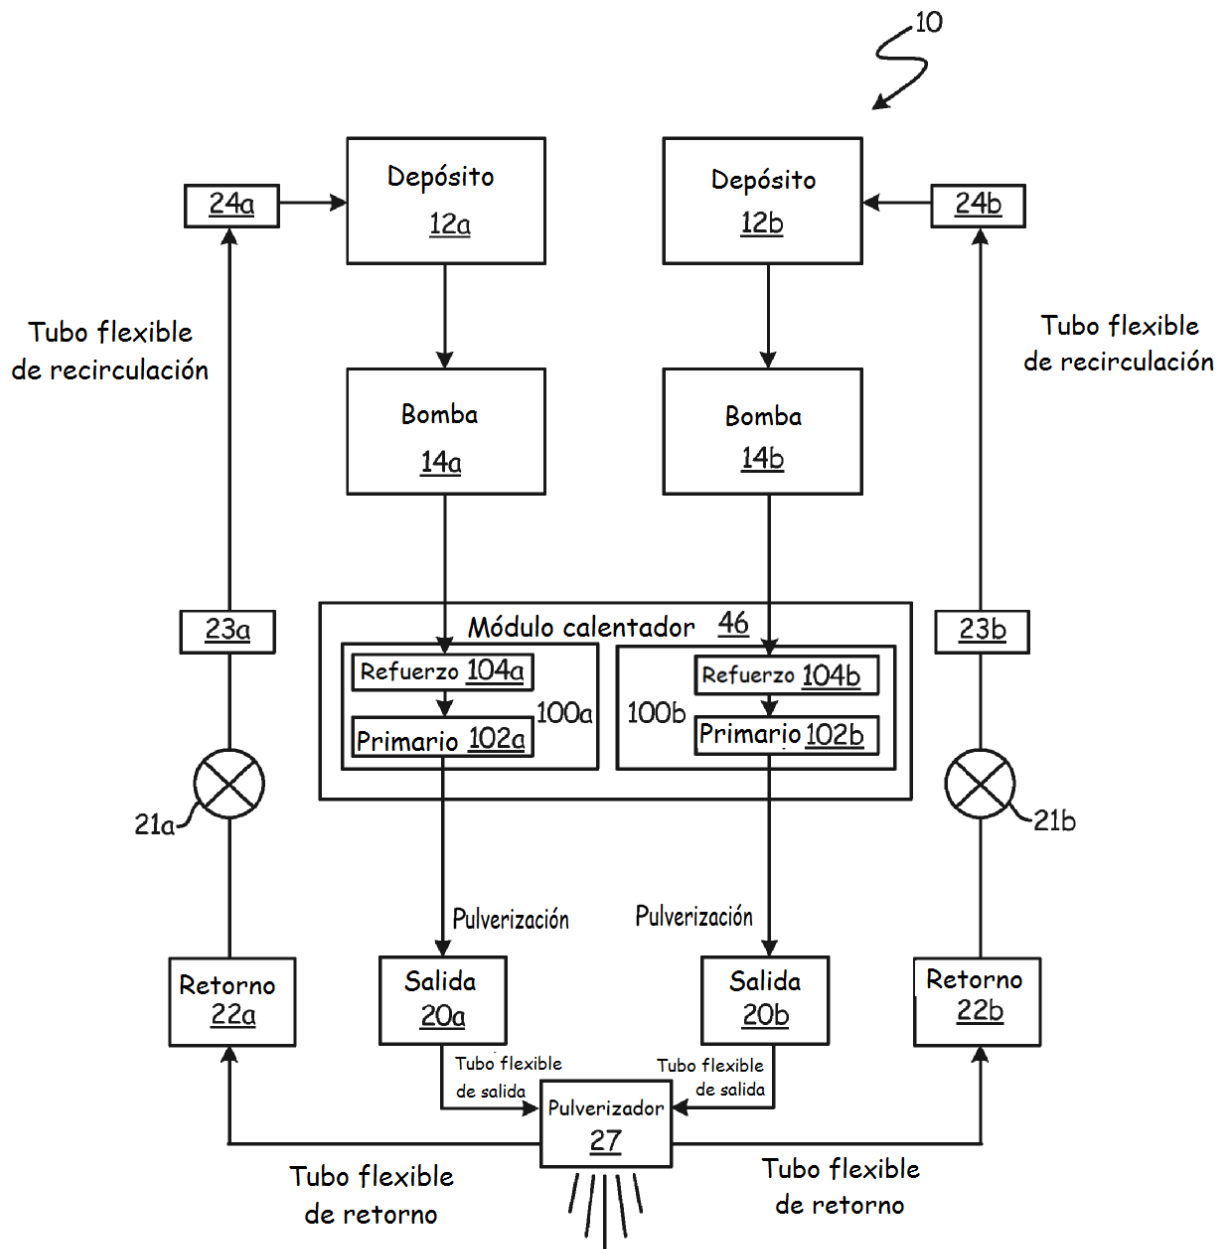 10
Depósito
12a
Depósito
12b
24a
24b
Tubo flexible
de recirculación
Tubo flexible
de recirculación
Bomba
14a
Bomba
14b
Módulo calentador 46
23a
23b
Refuerzo 104a
Primario 102a
100a
Refuerzo 104b
Primario 102b
100b
21a
21b
Pulverización
Pulverización
Retorno
22a
Salida
20a
Salida
20b
Retorno
22b
Tubo flexible
de salida
Tubo flexible
de salida
Pulverizador
27
Tubo flexible
de retorno
Tubo flexible
de retorno